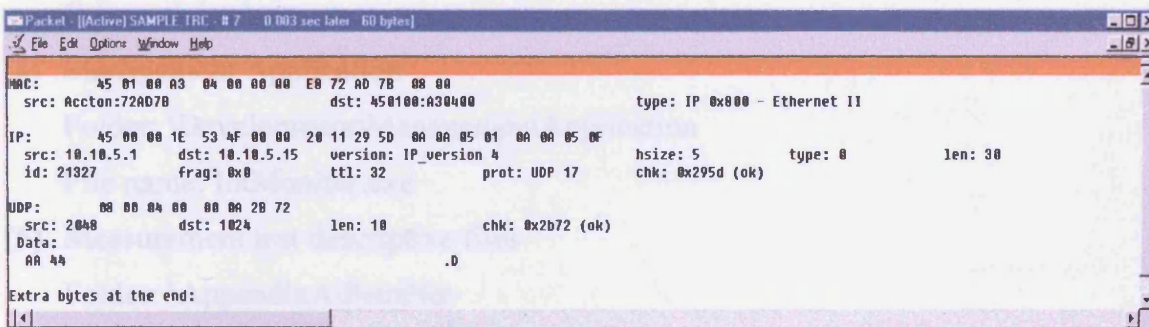 Packet - [[Active] SAMPLE.TRC - # 7 0.003 sec later 60 bytes]
File Edit Options Window Help
MAC: 45 01 00 A3 04 00 00 00 E8 72 AD 7B 08 00
src: Accton:72AD7B dst: 450100:A30400 type: IP 0x800 - Ethernet II
IP: 45 00 00 1E 53 4F 00 00 20 11 29 5D 0A 0A 05 01 0A 0A 05 0F
src: 10.10.5.1 dst: 10.10.5.15 version: IP_version 4 hsize: 5 type: 0 len: 30
id: 21327 frag: 0x0 ttl: 32 prot: UDP 17 chk: 0x295d (ok)
UDP: 08 00 04 00 00 0A 2B 72
src: 2048 dst: 1024 len: 10 chk: 0x2b72 (ok)
Data:
AA 44 .D
Extra bytes at the end: